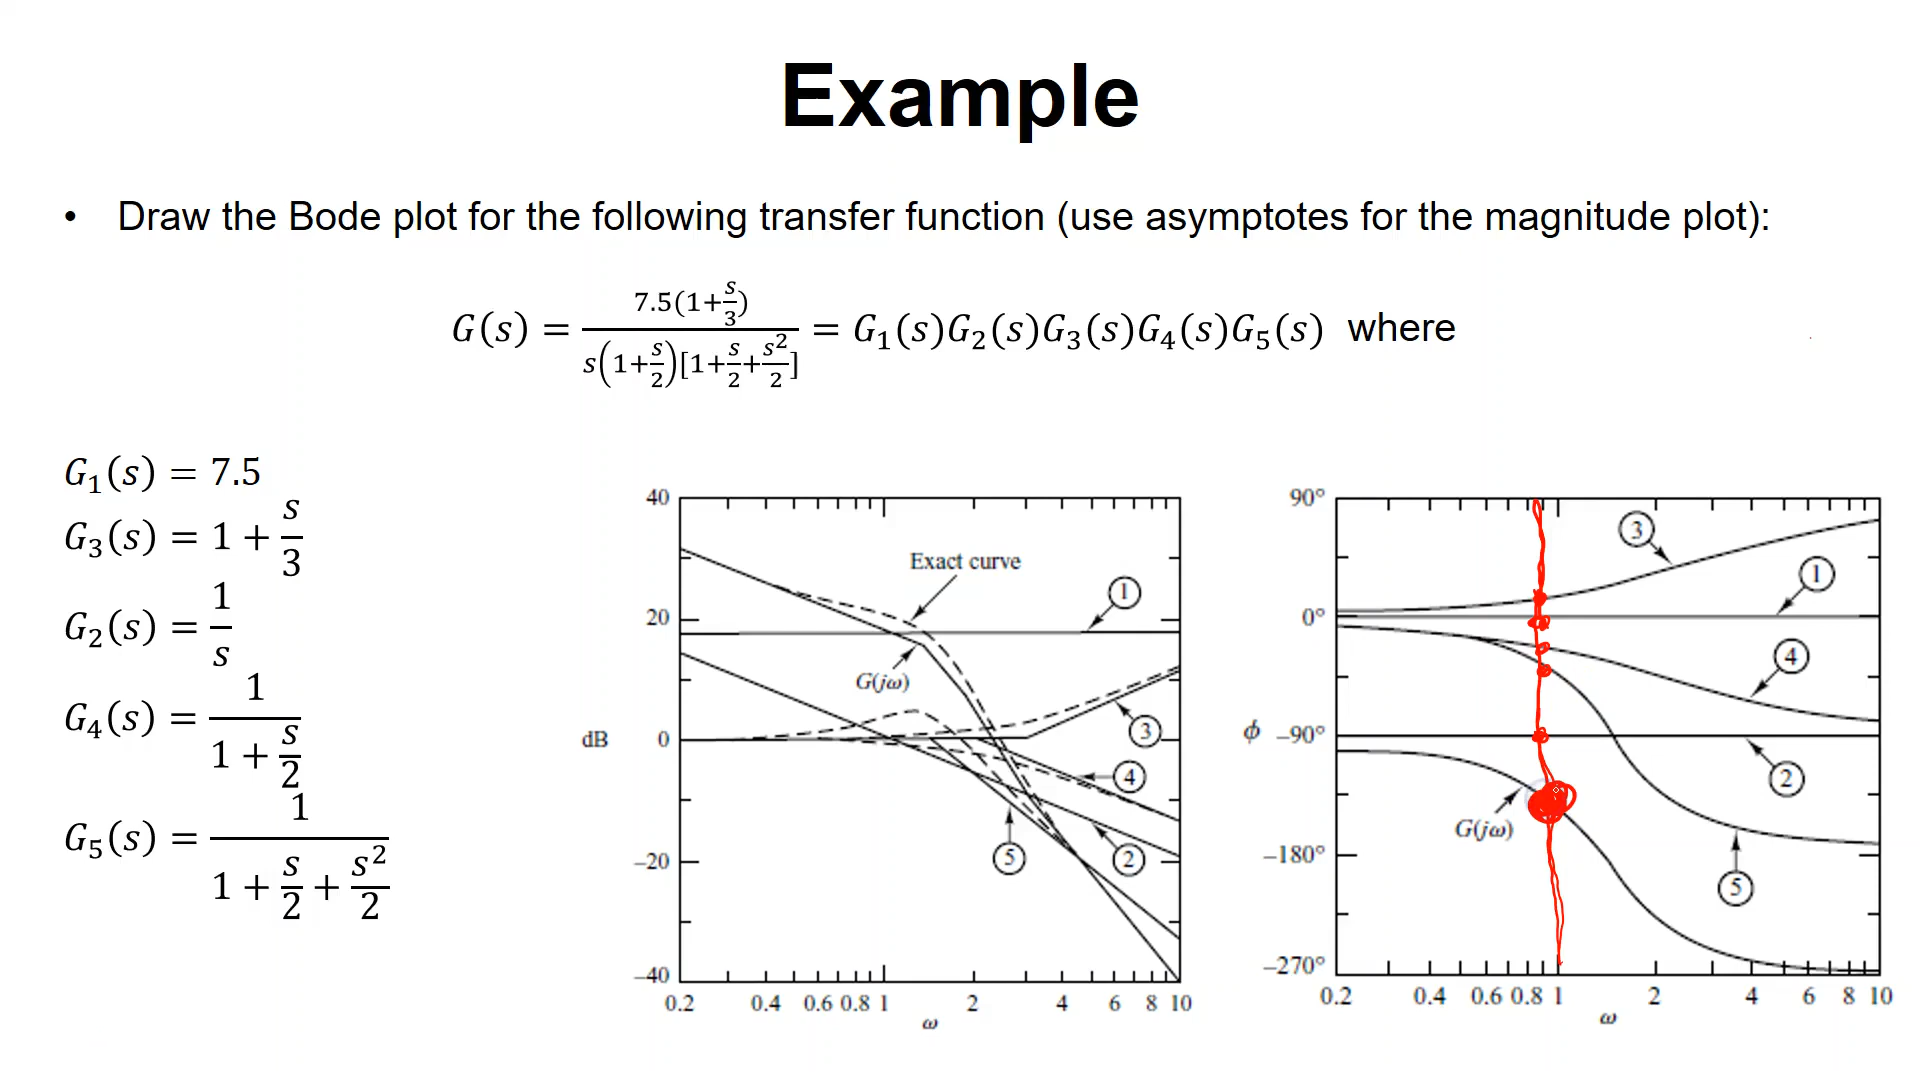 Example
• Draw the Bode plot for the following transfer function (use asymptotes for the magnitude plot):
G(s) = 7.5(1+s/3) / s(1+s/2)[1+s/2+s²/2] = G₁(s)G₂(s)G₃(s)G₄(s)G₅(s) where
G₁(s) = 7.5
G₃(s) = 1 + s/3
G₂(s) = 1/s
G₄(s) = 1/(1 + s/2)
G₅(s) = 1/(1 + s/2 + s²/2)
40
20
dB 0
–20
–40
0.2 0.4 0.6 0.8 1 2 4 6 8 10
ω
Exact curve
1
G(jω)
3
4
5
2
90°
0°
ϕ –90°
–180°
–270°
0.2 0.4 0.6 0.8 1 2 4 6 8 10
ω
3
1
4
2
G(jω)
5